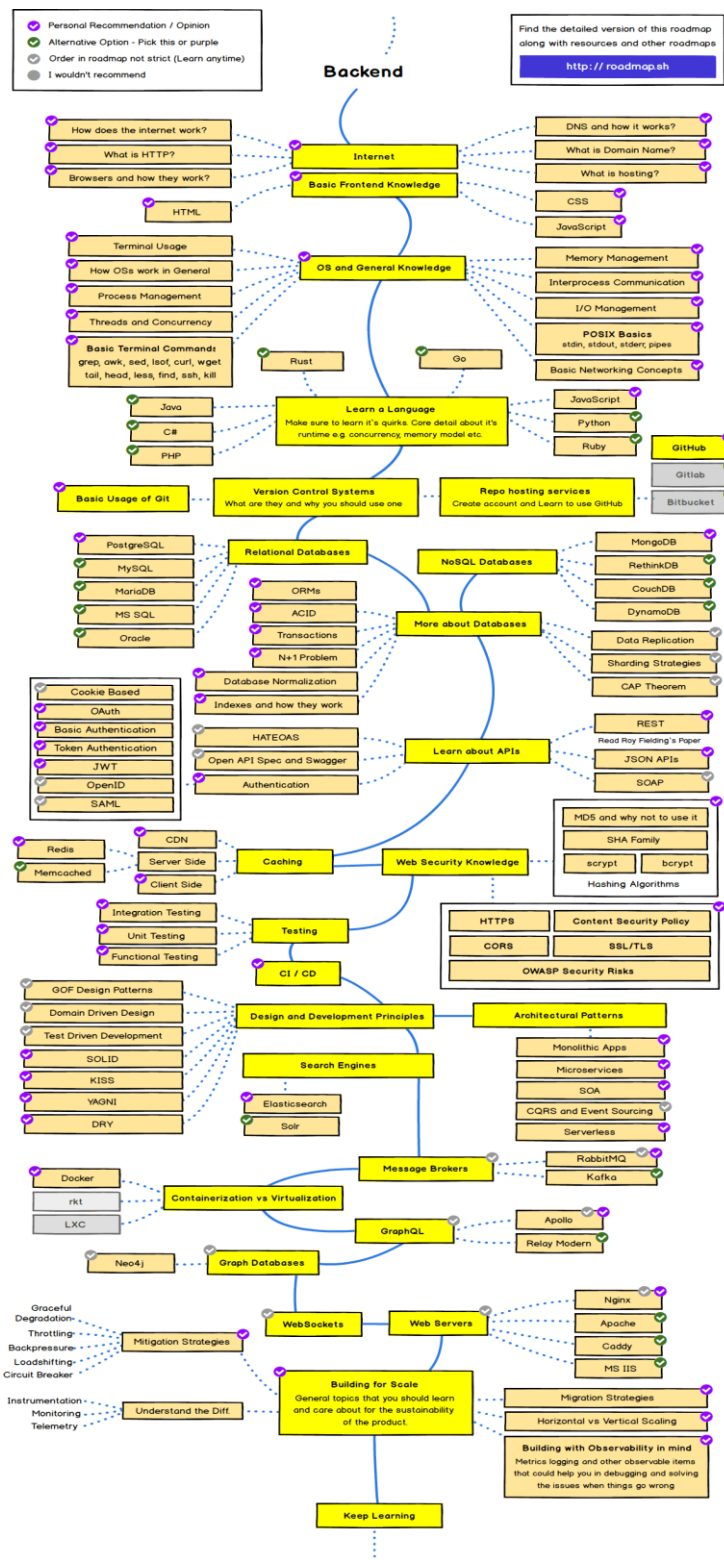 Personal Recommendation / Opinion
Alternative Option - Pick this or purple
Order in roadmap not strict (Learn anytime)
I wouldn't recommend
Find the detailed version of this roadmap
along with resources and other roadmaps
http:// roadmap.sh
Backend
How does the internet work?
What is HTTP?
Browsers and how they work?
Internet
DNS and how it works?
What is Domain Name?
What is hosting?
Basic Frontend Knowledge
HTML
CSS
JavaScript
Terminal Usage
How OSs work in General
Process Management
Threads and Concurrency
Basic Terminal Commands
grep, awk, sed, lsof, curl, wget
tail, head, less, find, ssh, kill
OS and General Knowledge
Memory Management
Interprocess Communication
I/O Management
POSIX Basics
stdin, stdout, stderr, pipes
Basic Networking Concepts
Rust
Go
Java
C#
PHP
Learn a Language
Make sure to learn it's quirks. Core detail about it's
runtime e.g. concurrency, memory model etc.
JavaScript
Python
Ruby
GitHub
Gitlab
Bitbucket
Basic Usage of Git
Version Control Systems
What are they and why you should use one
Repo hosting services
Create account and Learn to use GitHub
PostgreSQL
MySQL
MariaDB
MS SQL
Oracle
Relational Databases
NoSQL Databases
MongoDB
RethinkDB
CouchDB
DynamoDB
ORMs
ACID
Transactions
N+1 Problem
Database Normalization
Indexes and how they work
More about Databases
Data Replication
Sharding Strategies
CAP Theorem
Cookie Based
OAuth
Basic Authentication
Token Authentication
JWT
OpenID
SAML
HATEOAS
Open API Spec and Swagger
Authentication
Learn about APIs
REST
Read Roy Fielding's Paper
JSON APIs
SOAP
Redis
Memcached
CDN
Server Side
Client Side
Caching
Web Security Knowledge
MD5 and why not to use it
SHA Family
scrypt
bcrypt
Hashing Algorithms
HTTPS
Content Security Policy
CORS
SSL/TLS
OWASP Security Risks
Integration Testing
Unit Testing
Functional Testing
Testing
CI / CD
GOF Design Patterns
Domain Driven Design
Test Driven Development
SOLID
KISS
YAGNI
DRY
Design and Development Principles
Architectural Patterns
Monolithic Apps
Microservices
SOA
CQRS and Event Sourcing
Serverless
Search Engines
Elasticsearch
Solr
Message Brokers
RabbitMQ
Kafka
Docker
rkt
LXC
Containerization vs Virtualization
GraphQL
Apollo
Relay Modern
Neo4j
Graph Databases
WebSockets
Web Servers
Nginx
Apache
Caddy
MS IIS
Graceful
Degradation
Throttling
Backpressure
Loadshifting
Circuit Breaker
Mitigation Strategies
Instrumentation
Monitoring
Telemetry
Understand the Diff.
Building for Scale
General topics that you should learn
and care about for the sustainability
of the product.
Migration Strategies
Horizontal vs Vertical Scaling
Building with Observability in mind
Metrics logging and other observable items
that could help you in debugging and solving
the issues when things go wrong
Keep Learning